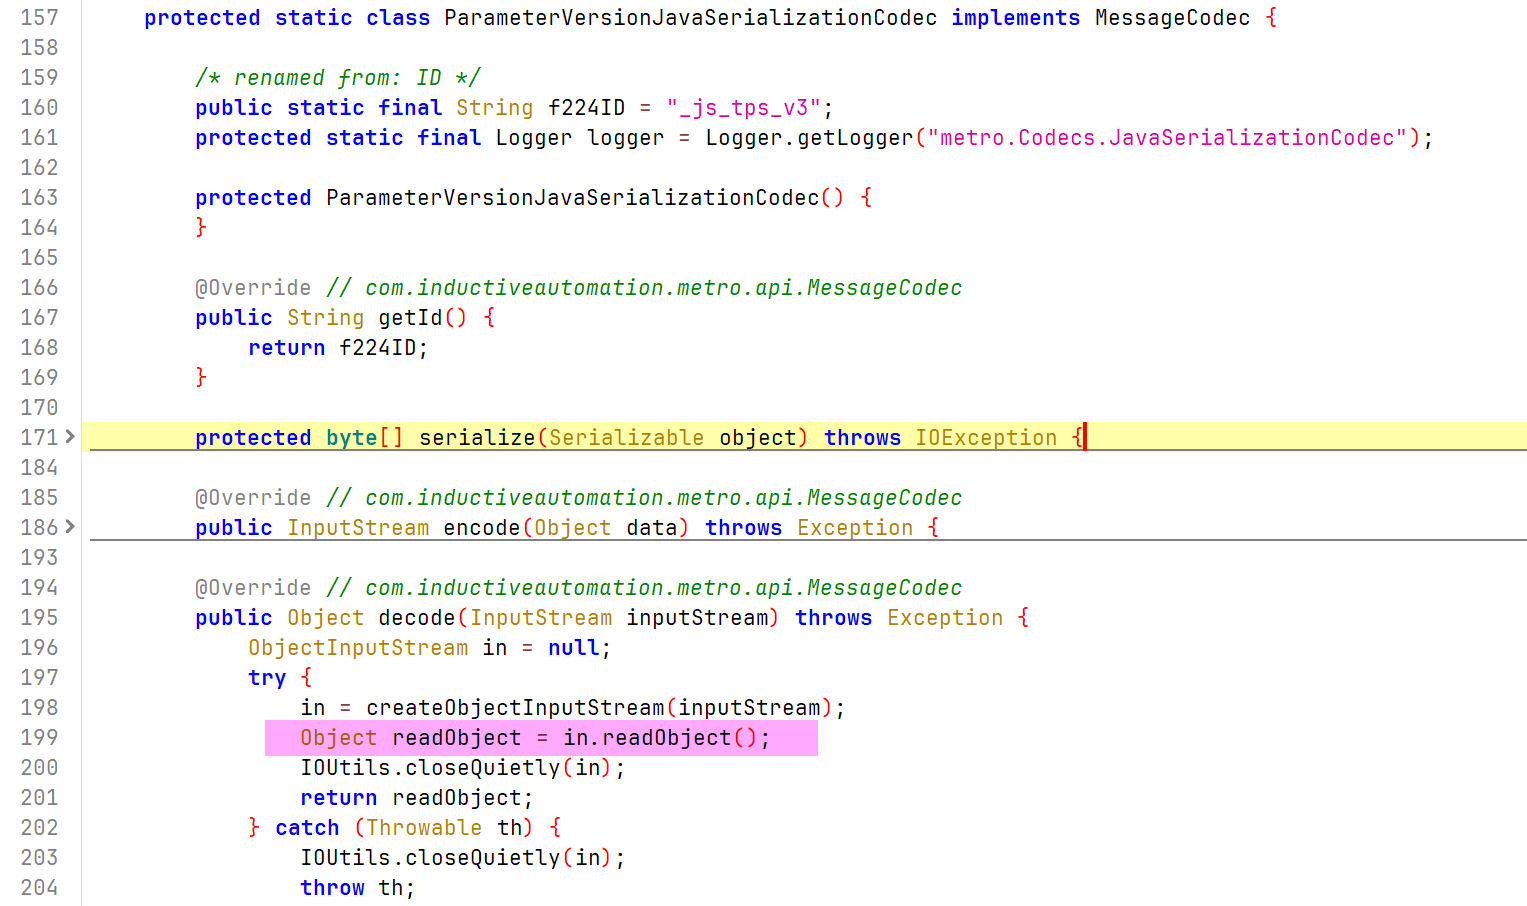 157 protected static class ParameterVersionJavaSerializationCodec implements MessageCodec {
158
159 /* renamed from: ID */
160 public static final String f224ID = "_js_tps_v3";
161 protected static final Logger logger = Logger.getLogger("metro.Codecs.JavaSerializationCodec");
162
163 protected ParameterVersionJavaSerializationCodec() {
164 }
165
166 @Override // com.inductiveautomation.metro.api.MessageCodec
167 public String getId() {
168 return f224ID;
169 }
170
171 protected byte[] serialize(Serializable object) throws IOException {
184
185 @Override // com.inductiveautomation.metro.api.MessageCodec
186 public InputStream encode(Object data) throws Exception {
193
194 @Override // com.inductiveautomation.metro.api.MessageCodec
195 public Object decode(InputStream inputStream) throws Exception {
196 ObjectInputStream in = null;
197 try {
198 in = createObjectInputStream(inputStream);
199 Object readObject = in.readObject();
200 IOUtils.closeQuietly(in);
201 return readObject;
202 } catch (Throwable th) {
203 IOUtils.closeQuietly(in);
204 throw th;